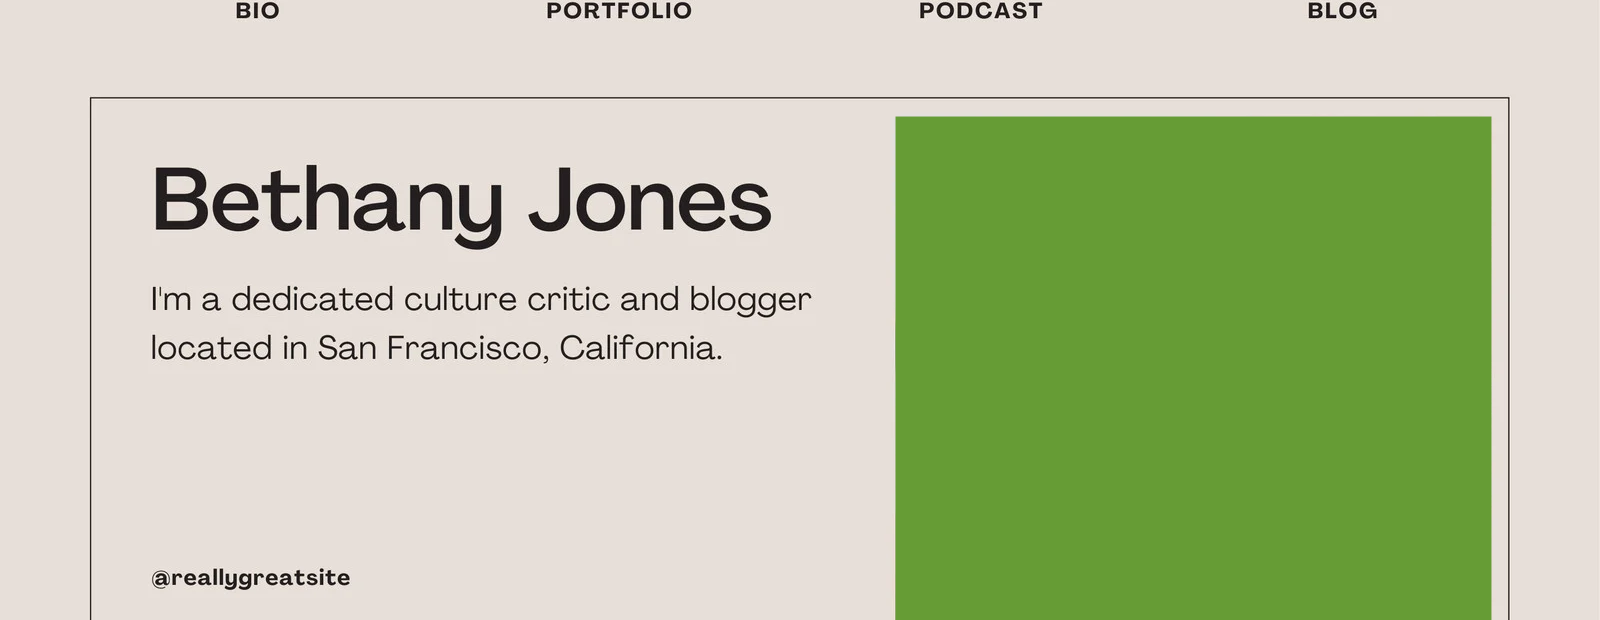 BIO
PORTFOLIO
PODCAST
BLOG
Bethany Jones
I'm a dedicated culture critic and blogger
located in San Francisco, California.
@reallygreatsite